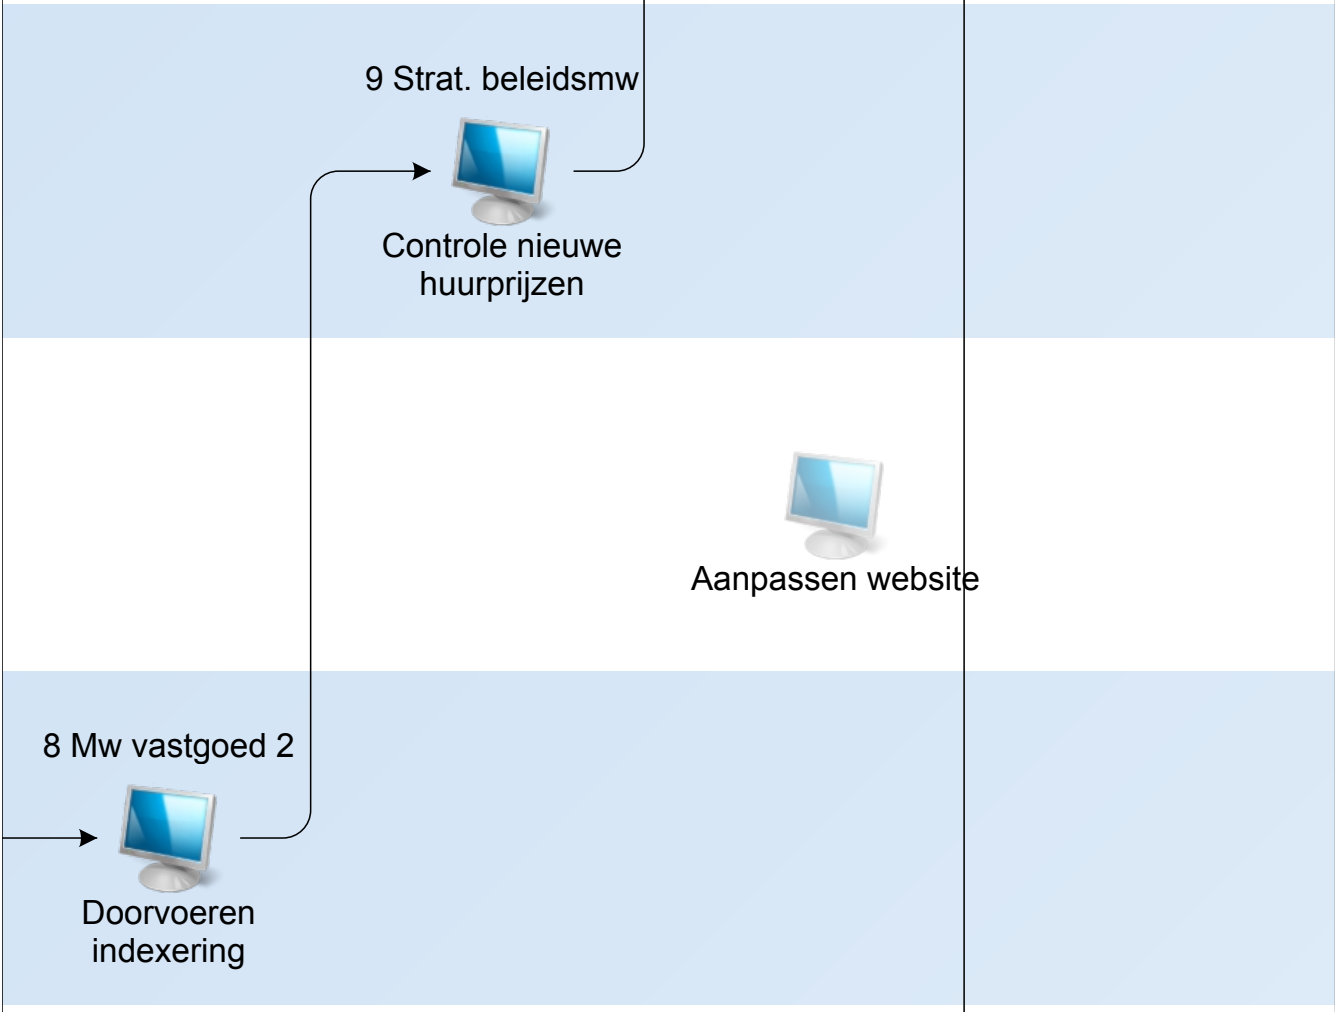 9 Strat. beleidsmw
Controle nieuwe
huurprijzen
Aanpassen website
8 Mw vastgoed 2
Doorvoeren
indexering